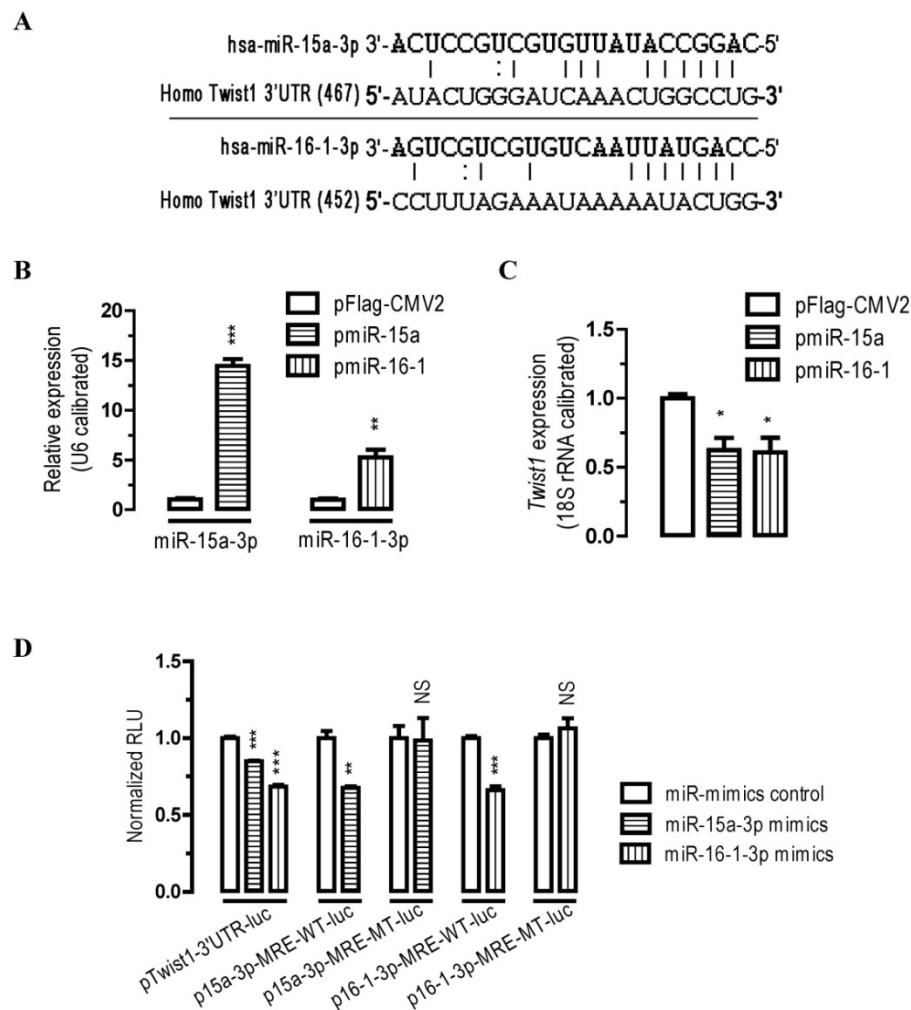 A
hsa-miR-15a-3p 3'-ACUCCGUCGUGUUAUACCGGAC-5'
Homo Twist1 3'UTR (467) 5'-AUACUGGGAUCAAACUGGCCUG-3'
hsa-miR-16-1-3p 3'-AGUCGUCGUGUCAAUUAUGACC-5'
Homo Twist1 3'UTR (452) 5'-CCUUUAGAAAUAAAAAUACUGG-3'
B
Relative expression
(U6 calibrated)
20
15
10
5
0
***
**
miR-15a-3p
miR-16-1-3p
pFlag-CMV2
pmiR-15a
pmiR-16-1
C
Twist1 expression
(18S rRNA calibrated)
1.5
1.0
0.5
0.0
*
*
pFlag-CMV2
pmiR-15a
pmiR-16-1
D
Normalized RLU
1.5
1.0
0.5
0.0
***
***
**
NS
***
NS
pTwist1-3'UTR-luc
p15a-3p-MRE-WT-luc
p15a-3p-MRE-MT-luc
p16-1-3p-MRE-WT-luc
p16-1-3p-MRE-MT-luc
miR-mimics control
miR-15a-3p mimics
miR-16-1-3p mimics